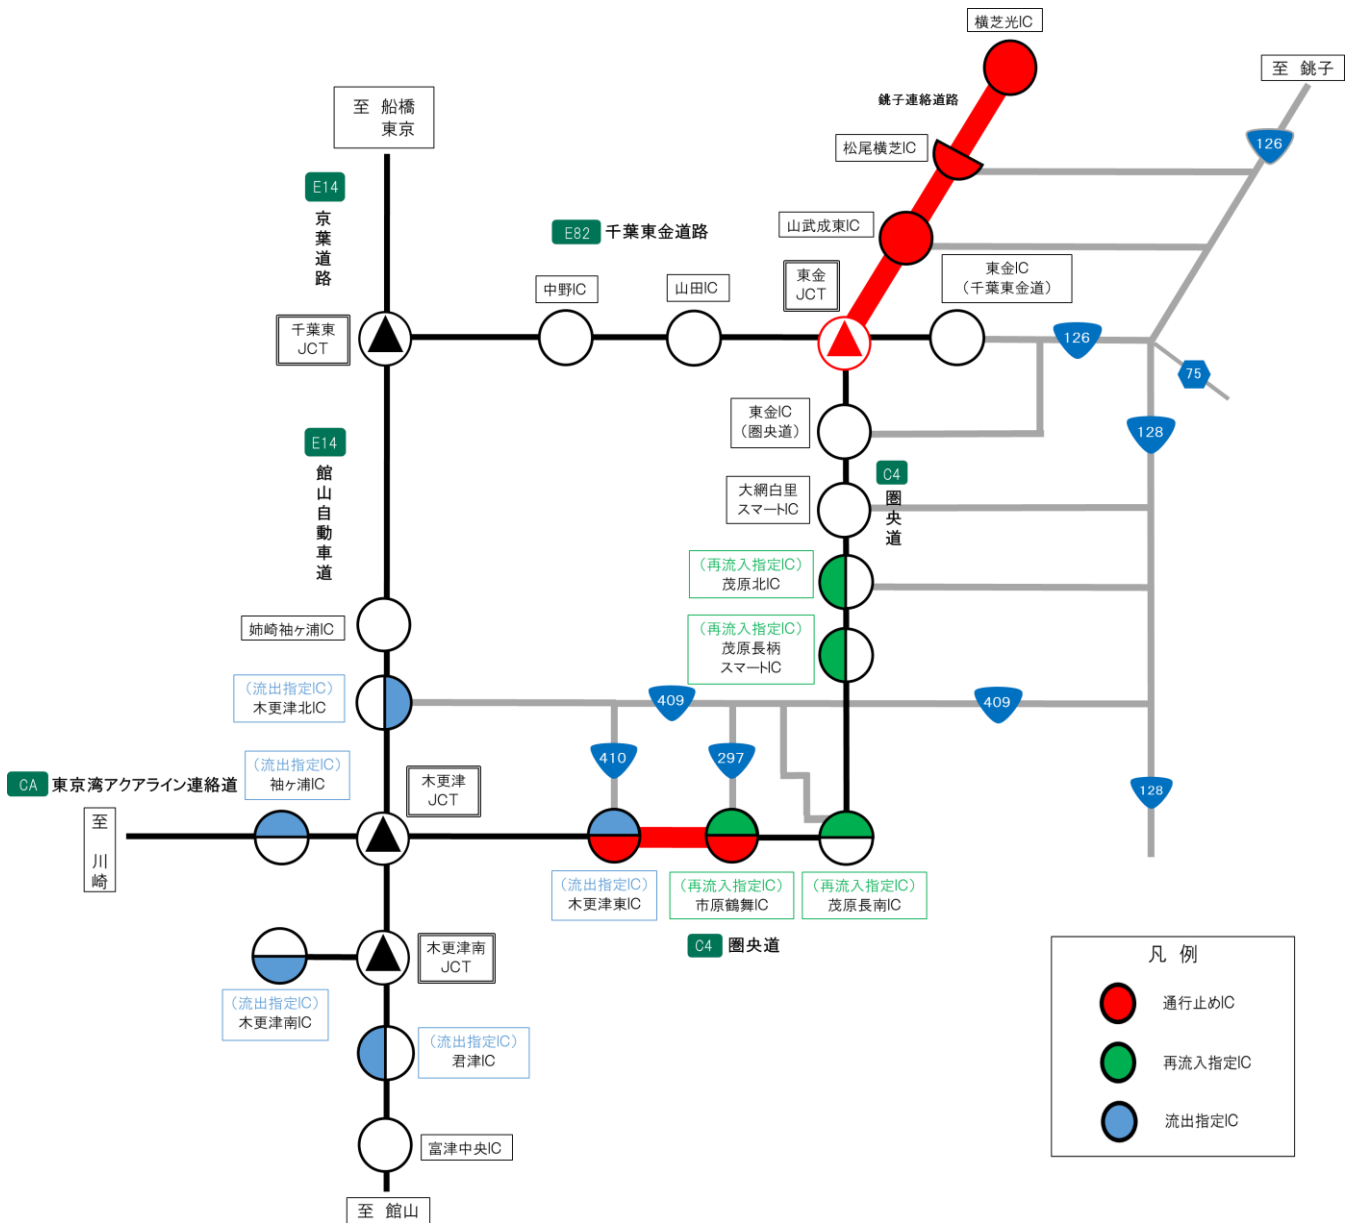 横芝光IC
至 銚子
至 船橋
東京
銚子連絡道路
126
松尾横芝IC
E14
京葉道路
E82 千葉東金道路
山武成東IC
東金
JCT
東金IC
(千葉東金道)
中野IC
山田IC
千葉東
JCT
126
75
東金IC
(圏央道)
128
E14
館山自動車道
C4
圏央道
大網白里
スマートIC
(再流入指定IC)
茂原北IC
姉崎袖ヶ浦IC
(再流入指定IC)
茂原長柄
スマートIC
(流出指定IC)
木更津北IC
409
409
410
297
128
CA 東京湾アクアライン連絡道
(流出指定IC)
袖ヶ浦IC
木更津
JCT
至 川崎
(流出指定IC)
木更津東IC
(再流入指定IC)
市原鶴舞IC
(再流入指定IC)
茂原長南IC
C4 圏央道
木更津南
JCT
(流出指定IC)
木更津南IC
(流出指定IC)
君津IC
富津中央IC
至 館山
凡 例
通行止めIC
再流入指定IC
流出指定IC